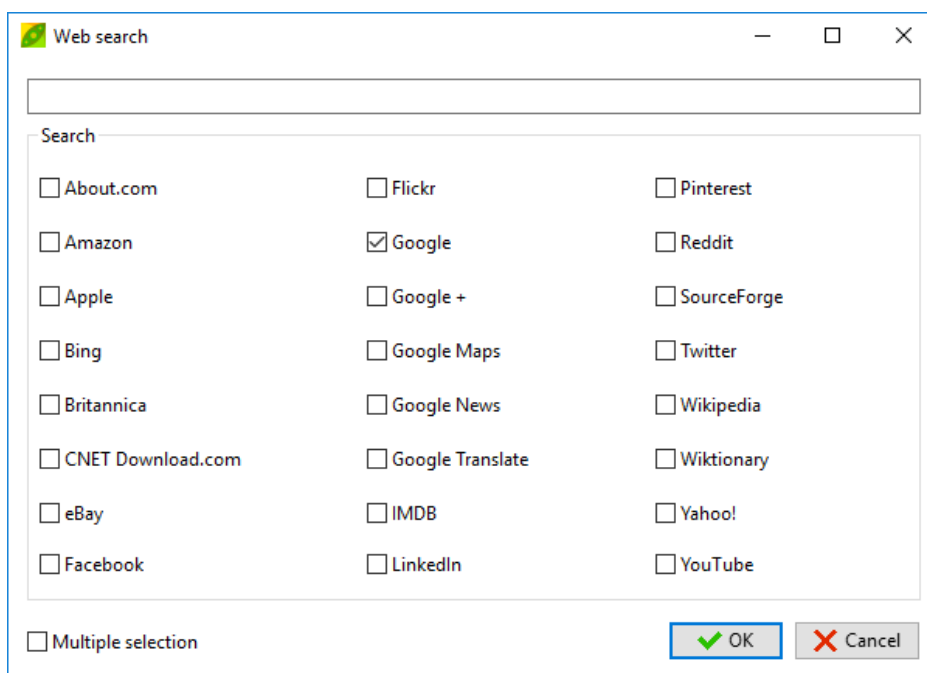 Web search
Search
About.com Flickr Pinterest
Amazon Google Reddit
Apple Google + SourceForge
Bing Google Maps Twitter
Britannica Google News Wikipedia
CNET Download.com Google Translate Wiktionary
eBay IMDB Yahoo!
Facebook LinkedIn YouTube
Multiple selection OK Cancel